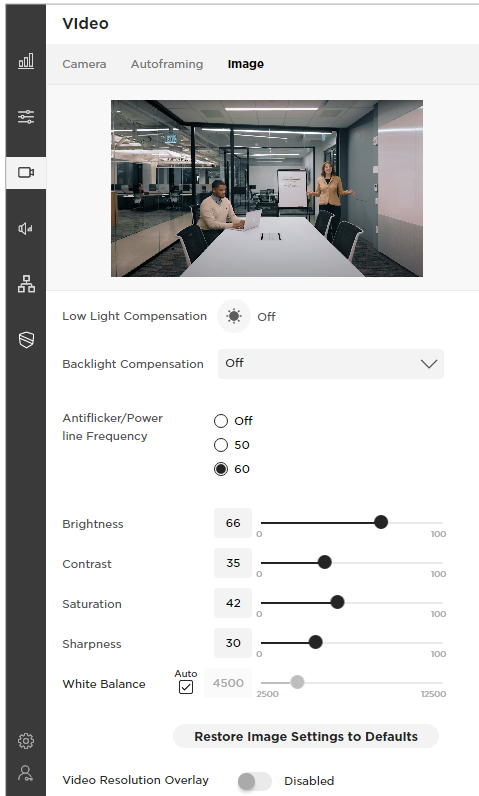 VIdeo
Camera Autoframing Image
Low Light Compensation Off
Backlight Compensation Off
Antiflicker/Power
line Frequency
Off
50
60
Brightness 66
0 100
Contrast 35
0 100
Saturation 42
0 100
Sharpness 30
0 100
Auto
White Balance 4500
2500 12500
Restore Image Settings to Defaults
Video Resolution Overlay Disabled